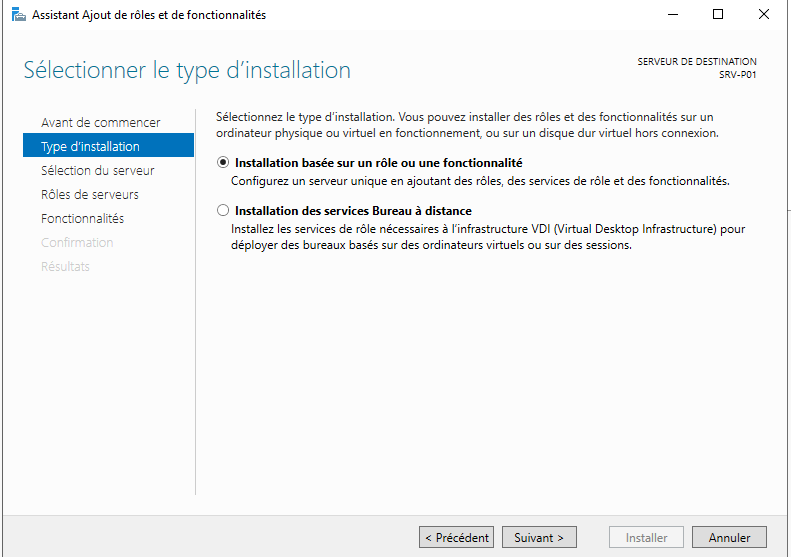 Assistant Ajout de rôles et de fonctionnalités
Sélectionner le type d’installation
SERVEUR DE DESTINATION
SRV-P01
Avant de commencer
Type d’installation
Sélection du serveur
Rôles de serveurs
Fonctionnalités
Confirmation
Résultats
Sélectionnez le type d’installation. Vous pouvez installer des rôles et des fonctionnalités sur un
ordinateur physique ou virtuel en fonctionnement, ou sur un disque dur virtuel hors connexion.
Installation basée sur un rôle ou une fonctionnalité
Configurez un serveur unique en ajoutant des rôles, des services de rôle et des fonctionnalités.
Installation des services Bureau à distance
Installez les services de rôle nécessaires à l’infrastructure VDI (Virtual Desktop Infrastructure) pour
déployer des bureaux basés sur des ordinateurs virtuels ou sur des sessions.
< Précédent
Suivant >
Installer
Annuler